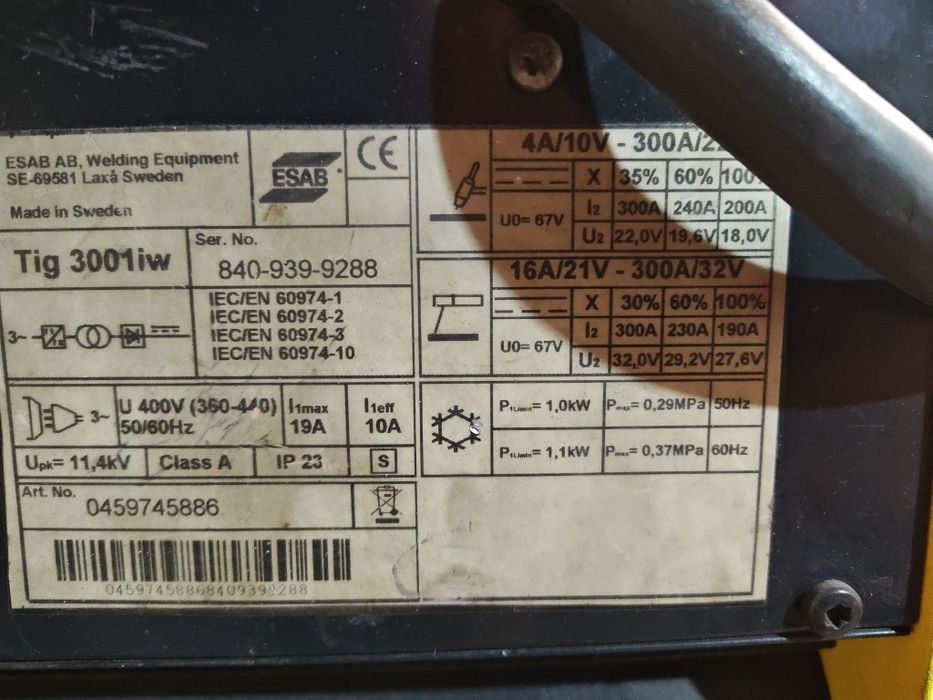 ESAB AB, Welding Equipment
SE-69581 Laxå Sweden
Made in Sweden
ESAB
CE
Tig 3001iw
Ser. No.
840-939-9288
IEC/EN 60974-1
IEC/EN 60974-2
IEC/EN 60974-3
IEC/EN 60974-10
3~
3~
U 400V (360-440)
50/60Hz
I1max
19A
I1eff
10A
Upk= 11,4kV
Class A
IP 23
S
Art. No.
0459745886
04597458868409399288
4A/10V - 300A/22
U0= 67V
X 35% 60% 100%
I2 300A 240A 200A
U2 22,0V 19,6V 18,0V
16A/21V - 300A/32V
U0= 67V
X 30% 60% 100%
I2 300A 230A 190A
U2 32,0V 29,2V 27,6V
P1L/min= 1,0kW Pmax= 0,29MPa 50Hz
P1L/min= 1,1kW Pmax= 0,37MPa 60Hz